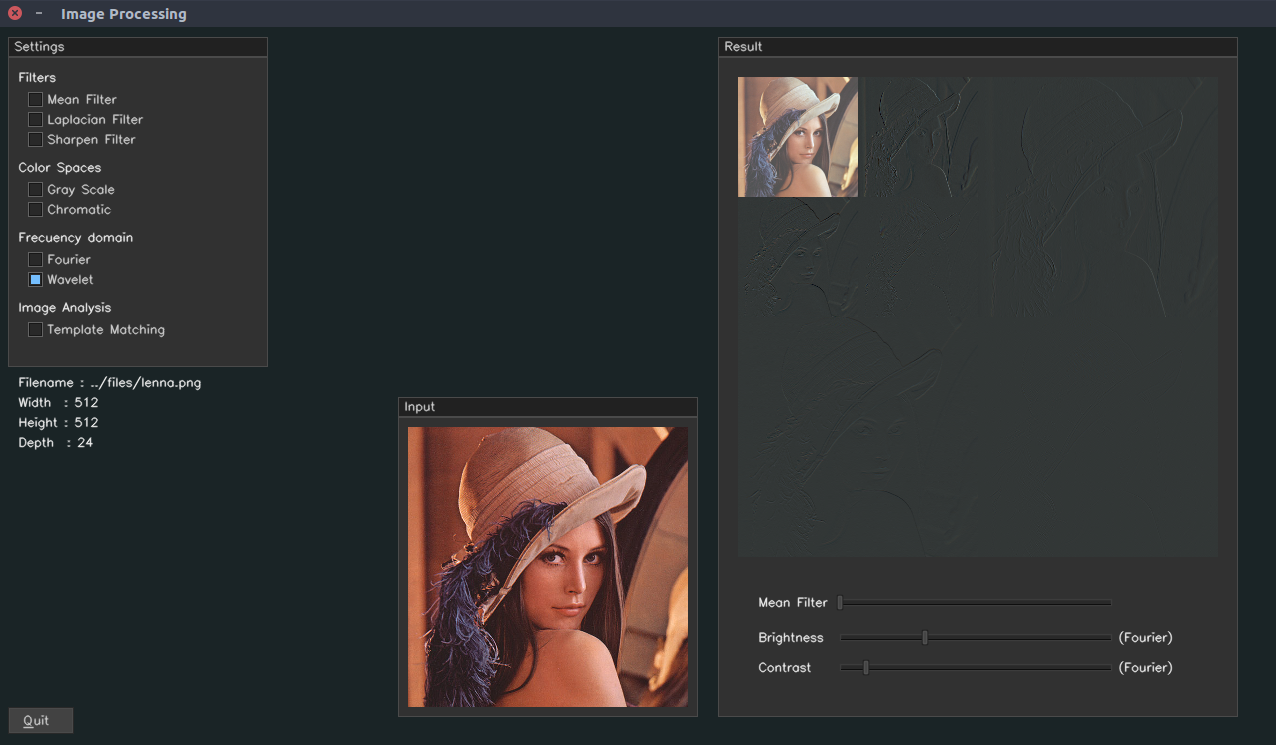 Image Processing
Settings
Filters
Mean Filter
Laplacian Filter
Sharpen Filter
Color Spaces
Gray Scale
Chromatic
Frecuency domain
Fourier
Wavelet
Image Analysis
Template Matching
Filename : ../files/lenna.png
Width : 512
Height : 512
Depth : 24
Quit
Input
Result
Mean Filter
Brightness (Fourier)
Contrast (Fourier)